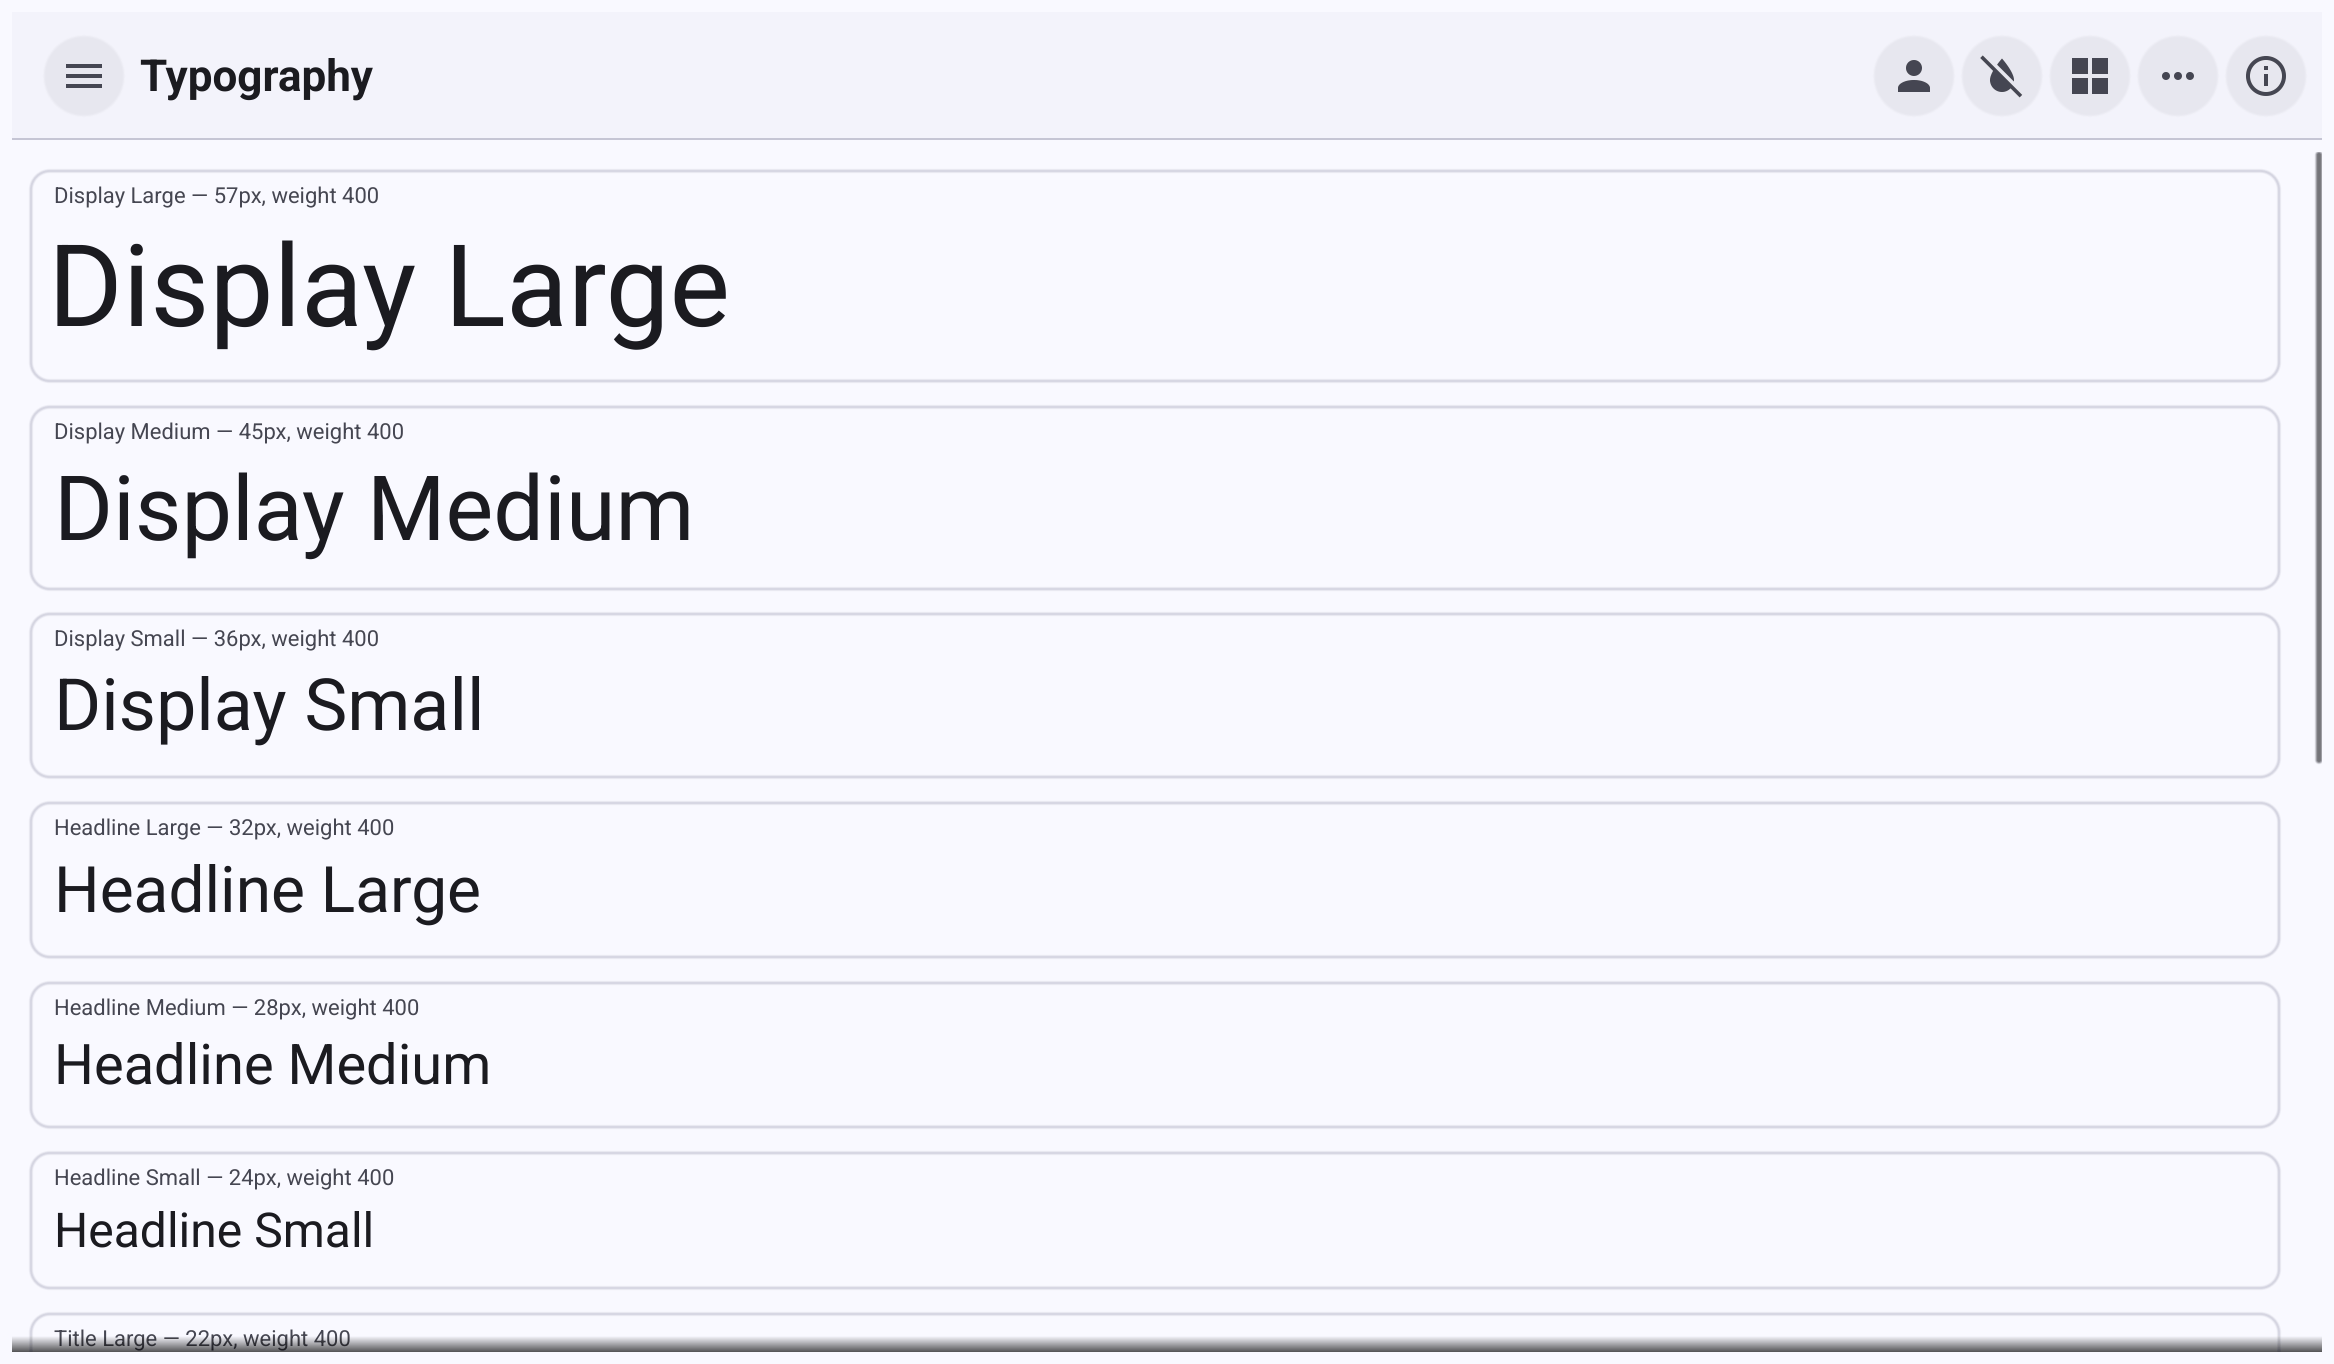 Typography
Display Large — 57px, weight 400
Display Large
Display Medium — 45px, weight 400
Display Medium
Display Small — 36px, weight 400
Display Small
Headline Large — 32px, weight 400
Headline Large
Headline Medium — 28px, weight 400
Headline Medium
Headline Small — 24px, weight 400
Headline Small
Title Large — 22px, weight 400